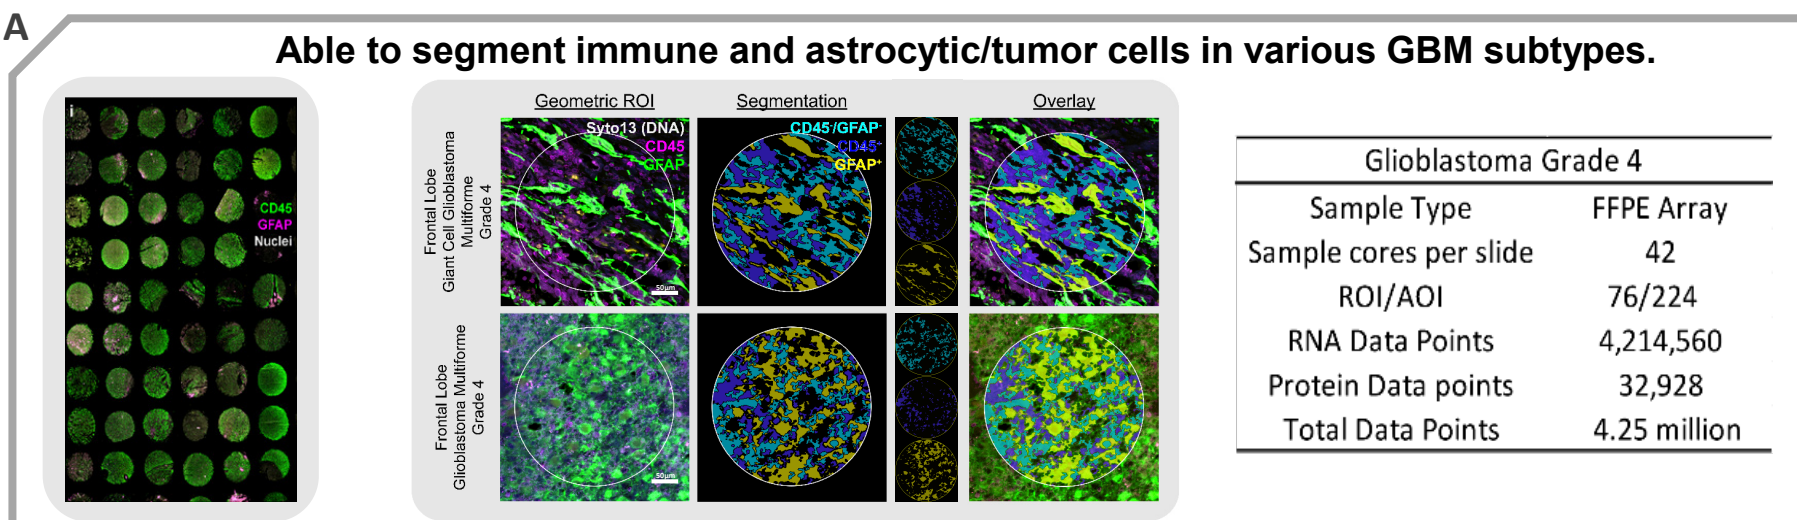 A
Able to segment immune and astrocytic/tumor cells in various GBM subtypes.
i
CD45
GFAP
Nuclei
Geometric ROI
Segmentation
Overlay
Frontal Lobe
Giant Cell Glioblastoma
Multiforme
Grade 4
Syto13 (DNA)
CD45
GFAP
50µm
CD45-/GFAP-
CD45+
GFAP+
Frontal Lobe
Glioblastoma Multiforme
Grade 4
50µm
Glioblastoma Grade 4
Sample Type FFPE Array
Sample cores per slide 42
ROI/AOI 76/224
RNA Data Points 4,214,560
Protein Data points 32,928
Total Data Points 4.25 million